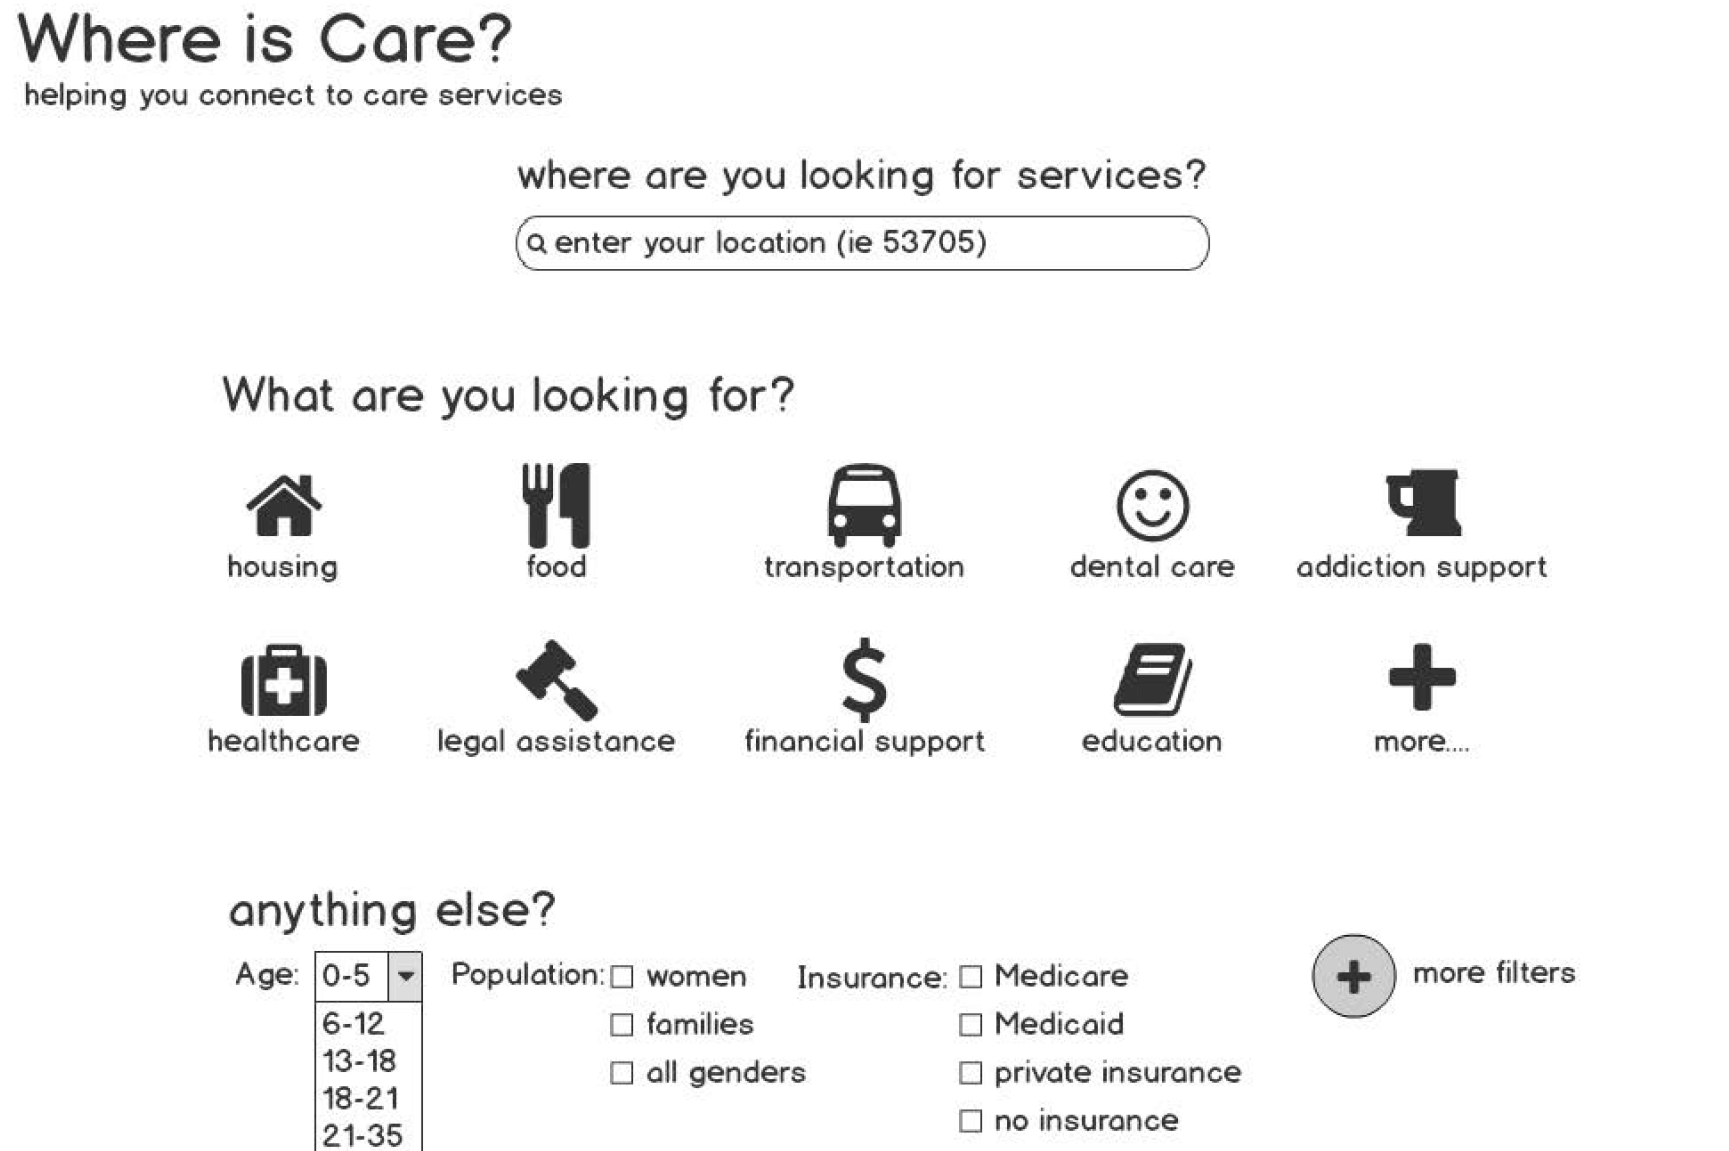 Where is Care?
helping you connect to care services
where are you looking for services?
enter your location (ie 53705)
What are you looking for?
housing
food
transportation
dental care
addiction support
healthcare
legal assistance
$
financial support
education
more....
anything else?
Age: 0-5
6-12
13-18
18-21
21-35
Population: women
families
all genders
Insurance: Medicare
Medicaid
private insurance
no insurance
more filters